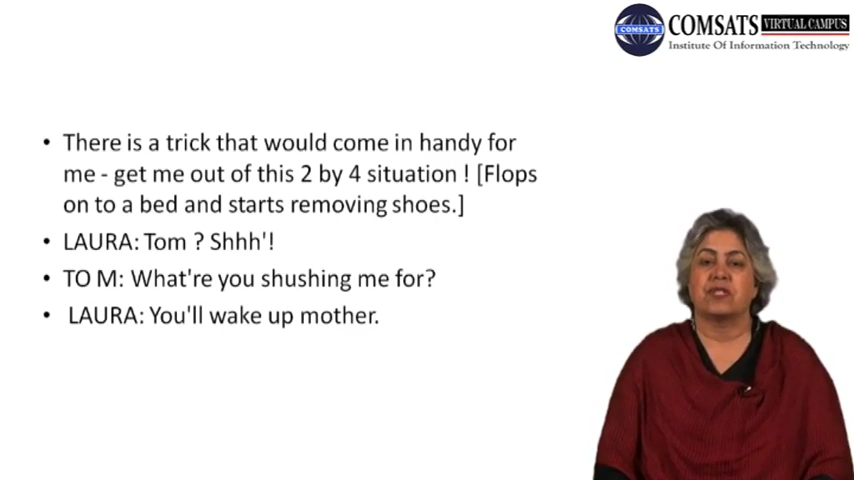 COMSATS
COMSATS VIRTUAL CAMPUS
Institute Of Information Technology
• There is a trick that would come in handy for
me - get me out of this 2 by 4 situation ! [Flops
on to a bed and starts removing shoes.]
• LAURA: Tom ? Shhh'!
• TO M: What're you shushing me for?
• LAURA: You'll wake up mother.